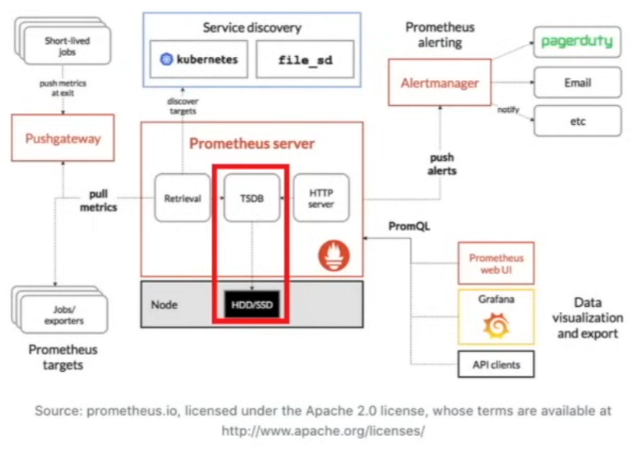 Short-lived
jobs
push metrics
at exit
Pushgateway
Service discovery
kubernetes
file_sd
discover
targets
Prometheus
alerting
Alertmanager
pagerduty
Email
etc
notify
Prometheus server
pull
metrics
Retrieval
TSDB
HTTP
server
push
alerts
PromQL
Node
HDD/SSD
Jobs/
exporters
Prometheus
targets
Prometheus
web UI
Grafana
API clients
Data
visualization
and export
Source: prometheus.io, licensed under the Apache 2.0 license, whose terms are available at
http://www.apache.org/licenses/